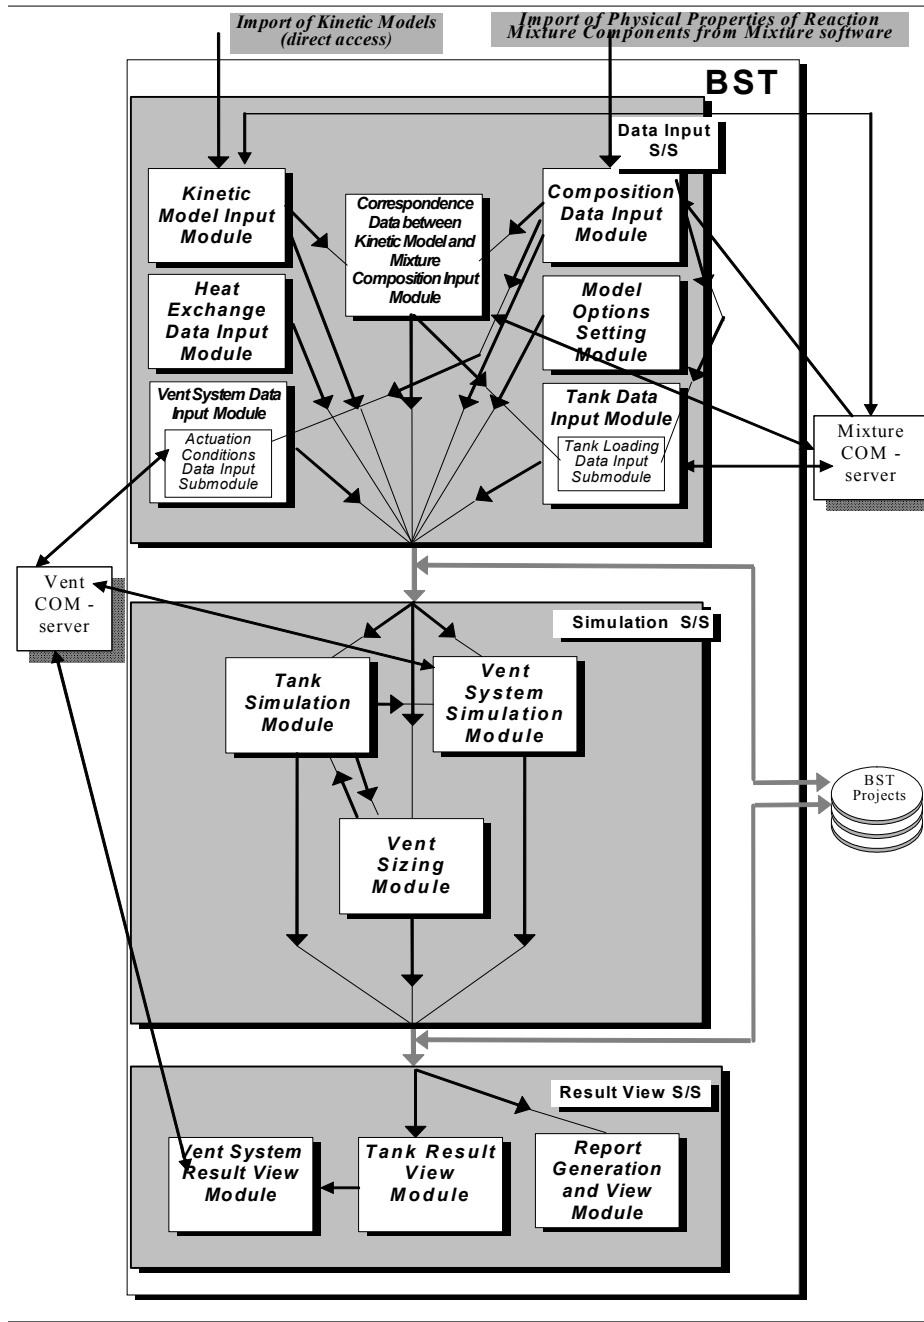 Import of Kinetic Models
(direct access)
Import of Physical Properties of Reaction
Mixture Components from Mixture software
BST
Data Input
S/S
Kinetic
Model Input
Module
Correspondence
Data between
Kinetic Model and
Mixture
Composition Input
Module
Composition
Data Input
Module
Heat
Exchange
Data Input
Module
Model
Options
Setting
Module
Vent System Data
Input Module
Actuation
Conditions
Data Input
Submodule
Tank Data
Input Module
Tank Loading
Data Input
Submodule
Mixture
COM -
server
Vent
COM -
server
Simulation S/S
Tank
Simulation
Module
Vent
System
Simulation
Module
Vent
Sizing
Module
BST
Projects
Result View S/S
Vent System
Result View
Module
Tank Result
View
Module
Report
Generation
and View
Module